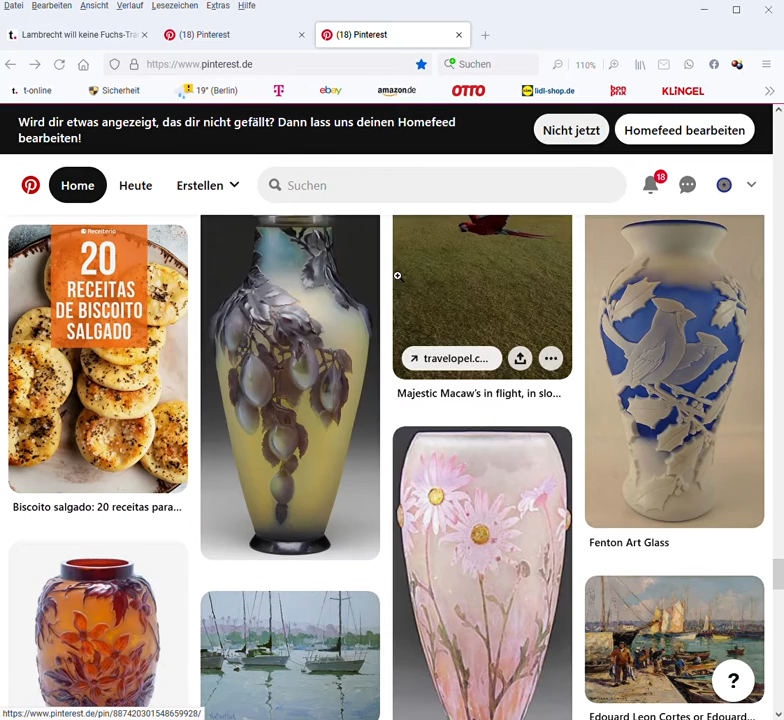 Datei Bearbeiten Ansicht Verlauf Lesezeichen Extras Hilfe
t. Lambrecht will keine Fuchs-Tra
(18) Pinterest
(18) Pinterest
https://www.pinterest.de
Suchen
110%
t. t-online
Sicherheit
19° (Berlin)
T
ebay
amazon.de
OTTO
lidl-shop.de
bon
prix
KLiNGEL
Wird dir etwas angezeigt, das dir nicht gefällt? Dann lass uns deinen Homefeed
bearbeiten!
Nicht jetzt
Homefeed bearbeiten
Home
Heute
Erstellen
Suchen
18
Receiteria
20
RECEITAS
DE BISCOITO
SALGADO
Biscoito salgado: 20 receitas para...
travelopel.c...
Majestic Macaw's in flight, in slo...
Fenton Art Glass
?
Edouard Leon Cortes or Edouard...
https://www.pinterest.de/pin/887420301548659928/